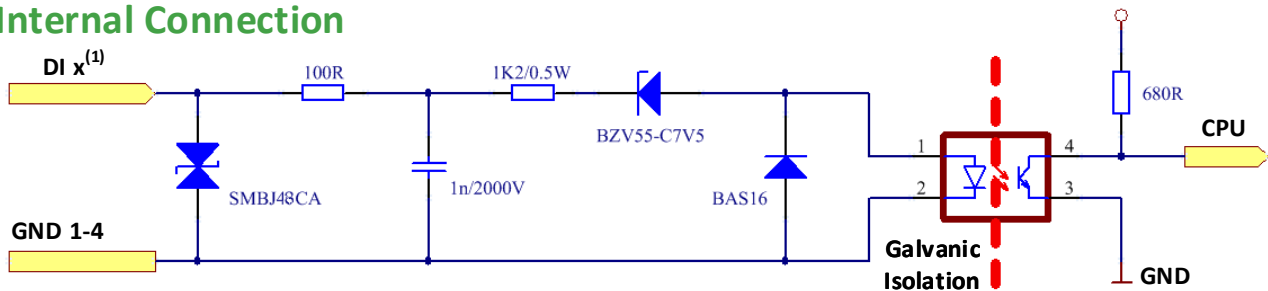 Internal Connection
DI x(1)
100R
1K2/0.5W
680R
BZV55-C7V5
CPU
1
4
1n/2000V
SMBJ48CA
BAS16
2
3
GND 1-4
Galvanic
Isolation
GND